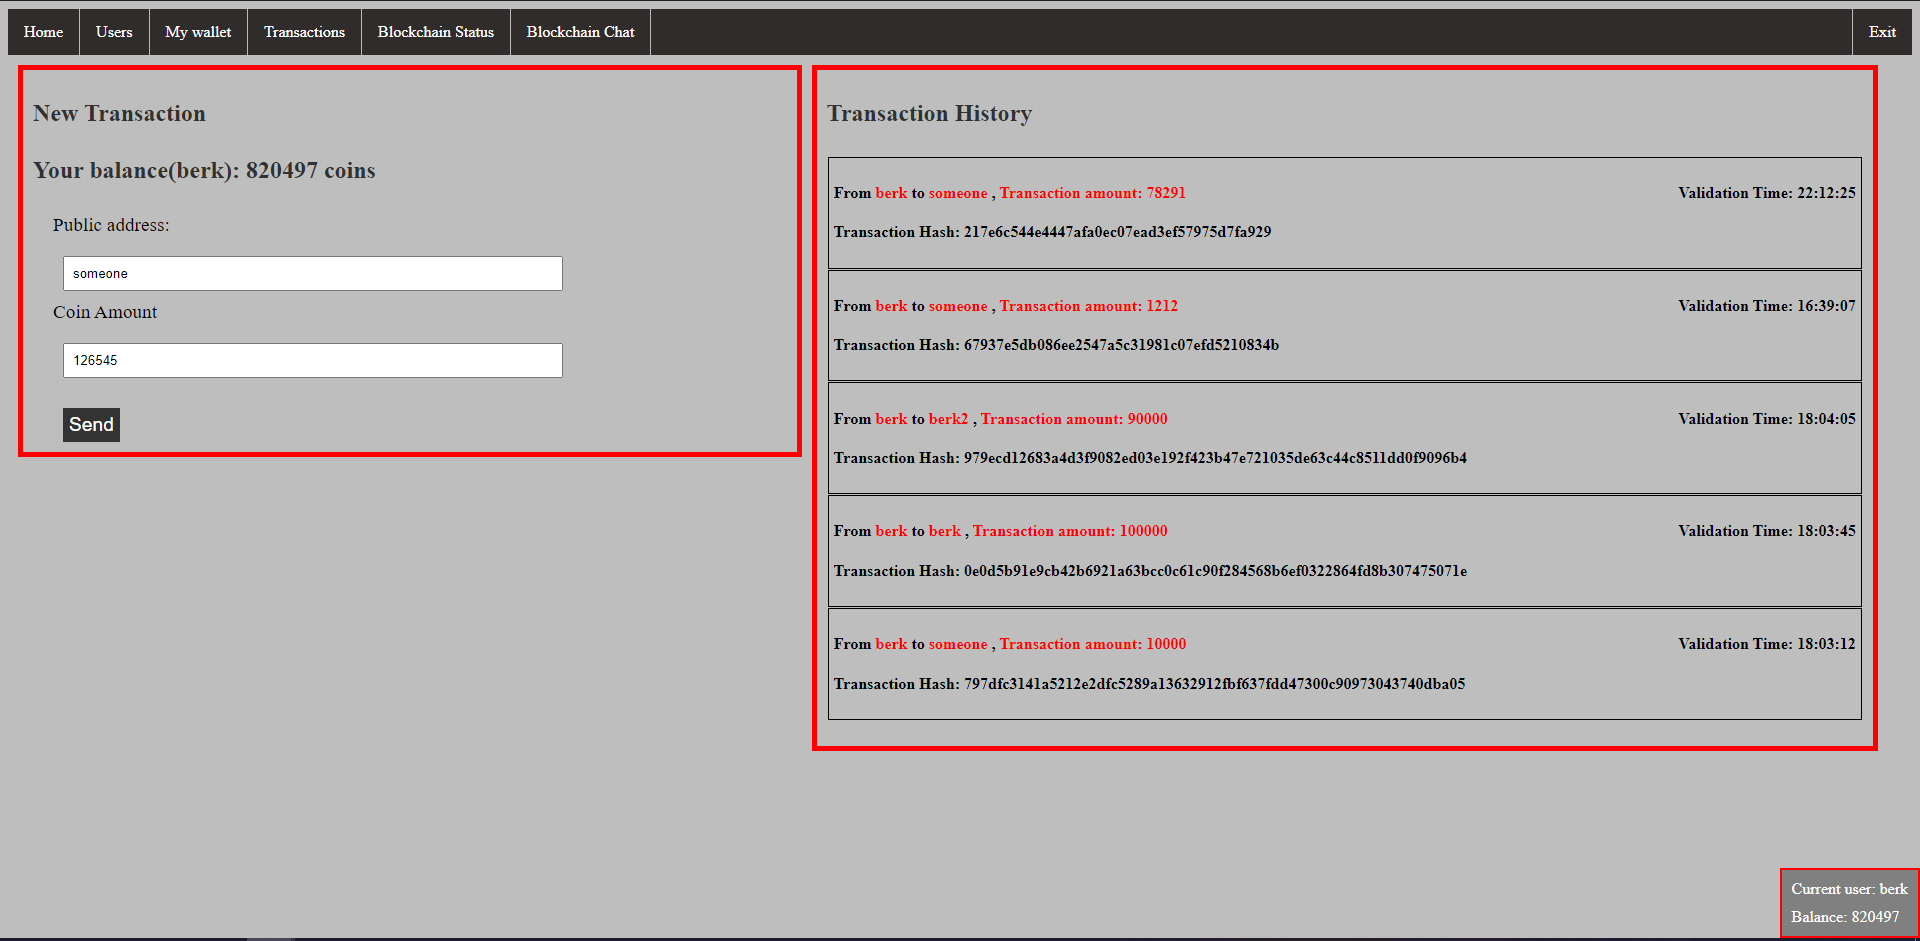 Home Users My wallet Transactions Blockchain Status Blockchain Chat Exit
New Transaction
Your balance(berk): 820497 coins
Public address:
someone
Coin Amount
126545
Send
Transaction History
From berk to someone , Transaction amount: 78291 Validation Time: 22:12:25
Transaction Hash: 217e6c544e4447afa0ec07ead3ef57975d7fa929
From berk to someone , Transaction amount: 1212 Validation Time: 16:39:07
Transaction Hash: 67937e5db086ee2547a5c31981c07efd5210834b
From berk to berk2 , Transaction amount: 90000 Validation Time: 18:04:05
Transaction Hash: 979ecd12683a4d3f9082ed03e192f423b47e721035de63c44c8511dd0f9096b4
From berk to berk , Transaction amount: 100000 Validation Time: 18:03:45
Transaction Hash: 0e0d5b91e9cb42b6921a63bcc0c61c90f284568b6ef0322864fd8b307475071e
From berk to someone , Transaction amount: 10000 Validation Time: 18:03:12
Transaction Hash: 797dfc3141a5212e2dfc5289a13632912fbf637fdd47300c90973043740dba05
Current user: berk
Balance: 820497